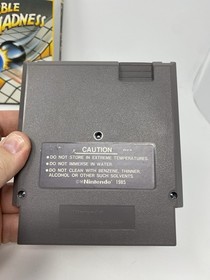 BLE
MADNESS
CAUTION
•DO NOT STORE IN EXTREME TEMPERATURES.
•DO NOT IMMERSE IN WATER.
•DO NOT CLEAN WITH BENZENE, THINNER,
ALCOHOL OR OTHER SUCH SOLVENTS.
©Nintendo 1985